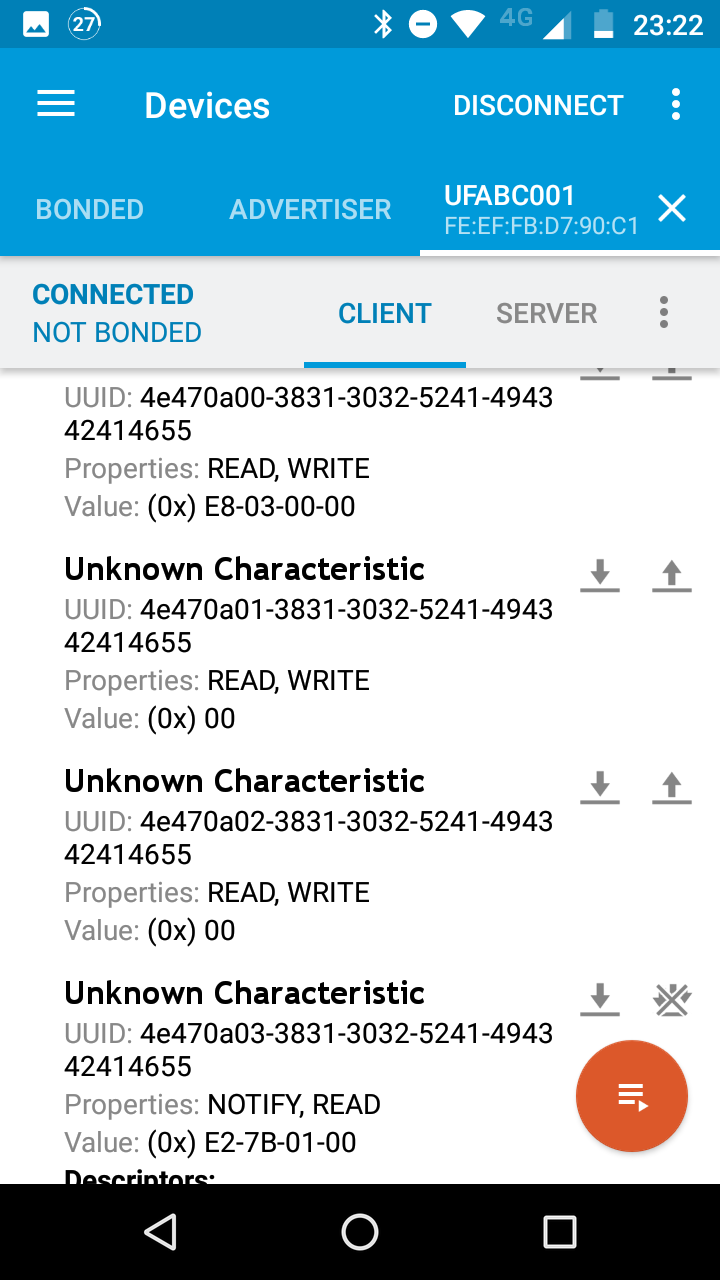 27
4G
23:22
Devices
DISCONNECT
BONDED
ADVERTISER
UFABC001
FE:EF:FB:D7:90:C1
CONNECTED
NOT BONDED
CLIENT
SERVER
UUID: 4e470a00-3831-3032-5241-4943
42414655
Properties: READ, WRITE
Value: (0x) E8-03-00-00
Unknown Characteristic
UUID: 4e470a01-3831-3032-5241-4943
42414655
Properties: READ, WRITE
Value: (0x) 00
Unknown Characteristic
UUID: 4e470a02-3831-3032-5241-4943
42414655
Properties: READ, WRITE
Value: (0x) 00
Unknown Characteristic
UUID: 4e470a03-3831-3032-5241-4943
42414655
Properties: NOTIFY, READ
Value: (0x) E2-7B-01-00
Descriptors: